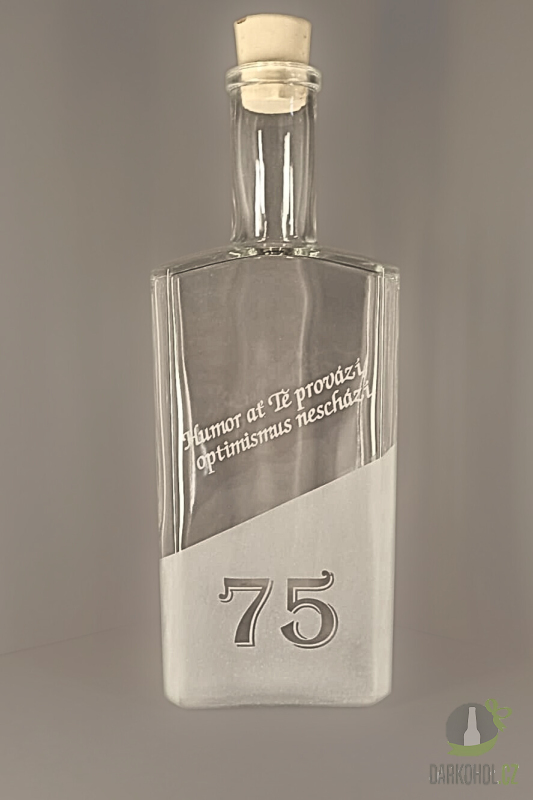 Humor ať Tě provází,
optimismus neschází
75
DARKOHOL.CZ